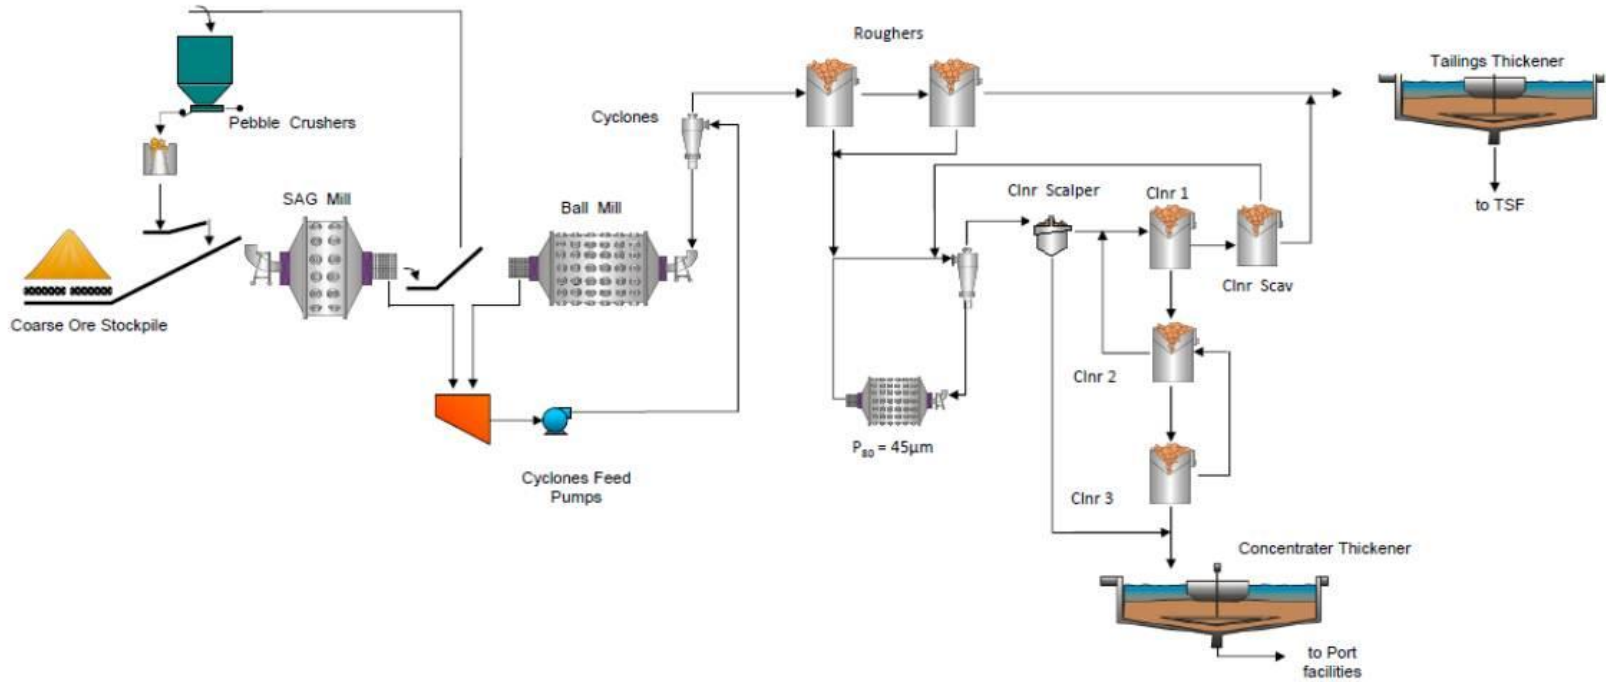 Roughers
Tailings Thickener
Cyclones
Pebble Crushers
to TSF
SAG Mill
Ball Mill
Clnr Scalper
Clnr 1
Clnr Scav
Coarse Ore Stockpile
Clnr 2
P80 = 45µm
Cyclones Feed
Pumps
Clnr 3
Concentrater Thickener
to Port
facilities